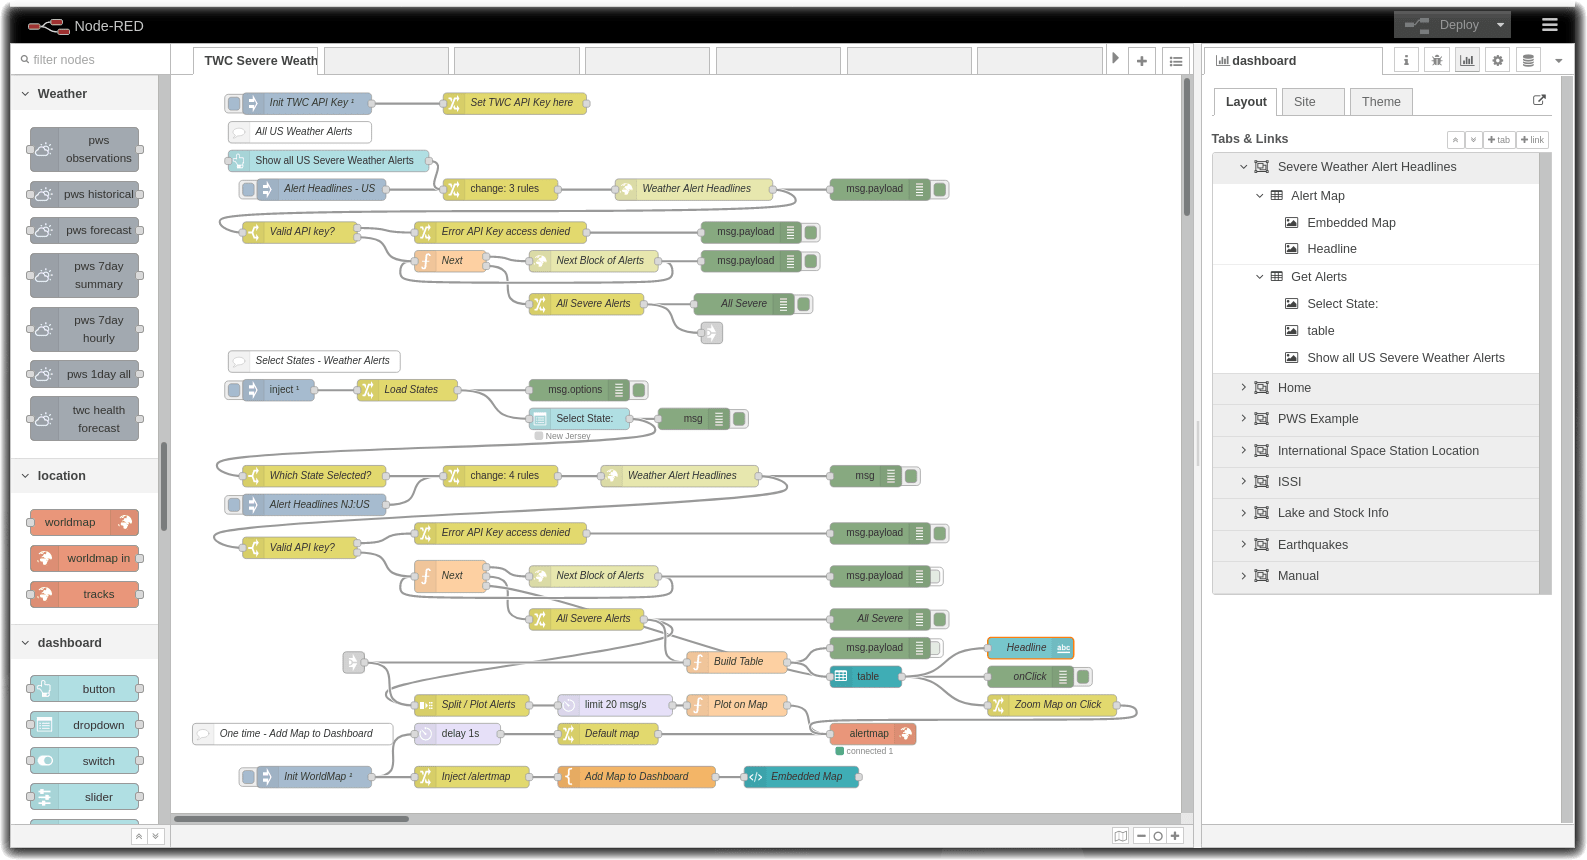 Node-RED
Deploy
filter nodes
TWC Severe Weath
dashboard
Weather
pws
observations
pws historical
pws forecast
pws 7day
summary
pws 7day
hourly
pws 1day all
twc health
forecast
location
worldmap
worldmap in
tracks
dashboard
button
dropdown
switch
slider
Init TWC API Key ¹
Set TWC API Key here
All US Weather Alerts
Show all US Severe Weather Alerts
Alert Headlines - US
change: 3 rules
Weather Alert Headlines
msg.payload
Valid API key?
Error API Key access denied
msg.payload
Next
Next Block of Alerts
msg.payload
All Severe Alerts
All Severe
Select States - Weather Alerts
inject ¹
Load States
msg.options
Select State:
msg
New Jersey
Which State Selected?
change: 4 rules
Weather Alert Headlines
msg
Alert Headlines NJ:US
Error API Key access denied
msg.payload
Valid API key?
Next
Next Block of Alerts
msg.payload
All Severe Alerts
All Severe
msg.payload
Headline
abc
Build Table
table
onClick
Split / Plot Alerts
limit 20 msg/s
Plot on Map
Zoom Map on Click
One time - Add Map to Dashboard
delay 1s
Default map
alertmap
connected 1
Init WorldMap ¹
Inject /alertmap
Add Map to Dashboard
Embedded Map
Layout
Site
Theme
Tabs & Links
tab
link
Severe Weather Alert Headlines
Alert Map
Embedded Map
Headline
Get Alerts
Select State:
table
Show all US Severe Weather Alerts
Home
PWS Example
International Space Station Location
ISSI
Lake and Stock Info
Earthquakes
Manual